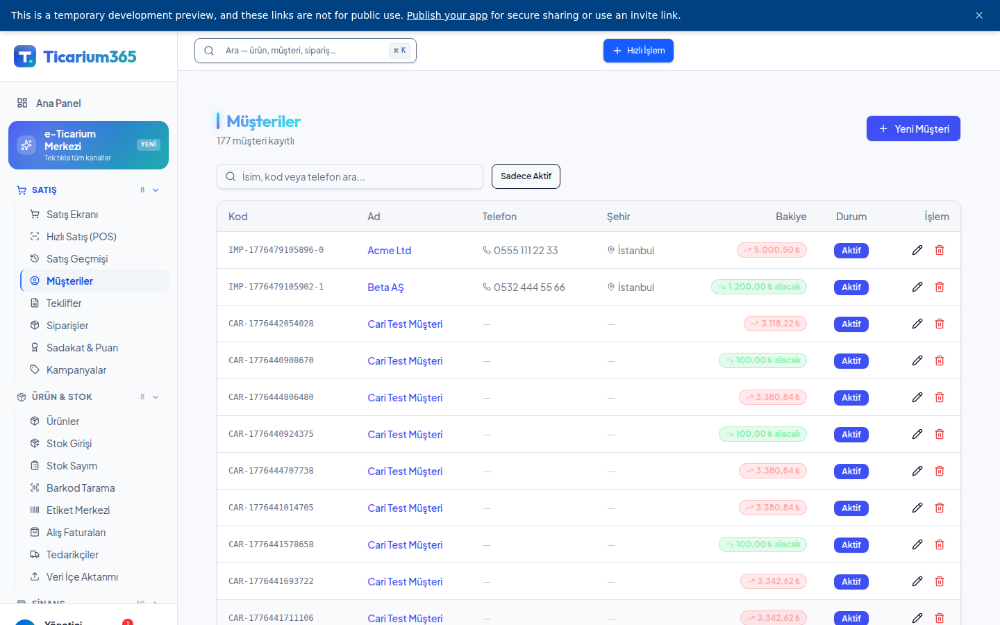 This is a temporary development preview, and these links are not for public use. Publish your app for secure sharing or use an invite link.
Ticarium365
Ara — ürün, müşteri, sipariş...
⌘ K
Hızlı İşlem
Ana Panel
e-Ticarium Merkezi
Tek tıkla tüm kanallar
YENİ
SATIŞ 8
Satış Ekranı
Hızlı Satış (POS)
Satış Geçmişi
Müşteriler
Teklifler
Siparişler
Sadakat & Puan
Kampanyalar
ÜRÜN & STOK 8
Ürünler
Stok Girişi
Stok Sayım
Barkod Tarama
Etiket Merkezi
Alış Faturaları
Tedarikçiler
Veri İçe Aktarımı
FİNANS 10
Yönetici
1
Müşteriler
177 müşteri kayıtlı
Yeni Müşteri
İsim, kod veya telefon ara...
Sadece Aktif
Kod Ad Telefon Şehir Bakiye Durum İşlem
IMP-1776479105896-0 Acme Ltd 0555 111 22 33 İstanbul 5.000,50 ₺ Aktif
IMP-1776479105902-1 Beta AŞ 0532 444 55 66 İstanbul 1.200,00 ₺ alacak Aktif
CAR-1776442054028 Cari Test Müşteri — — 3.118,22 ₺ Aktif
CAR-1776440908670 Cari Test Müşteri — — 100,00 ₺ alacak Aktif
CAR-1776444806480 Cari Test Müşteri — — 3.380,84 ₺ Aktif
CAR-1776440924375 Cari Test Müşteri — — 100,00 ₺ alacak Aktif
CAR-1776444707738 Cari Test Müşteri — — 3.380,84 ₺ Aktif
CAR-1776441014705 Cari Test Müşteri — — 3.380,84 ₺ Aktif
CAR-1776441578658 Cari Test Müşteri — — 100,00 ₺ alacak Aktif
CAR-1776441693722 Cari Test Müşteri — — 3.342,62 ₺ Aktif
CAR-1776441711106 Cari Test Müşteri — — 3.342,62 ₺ Aktif